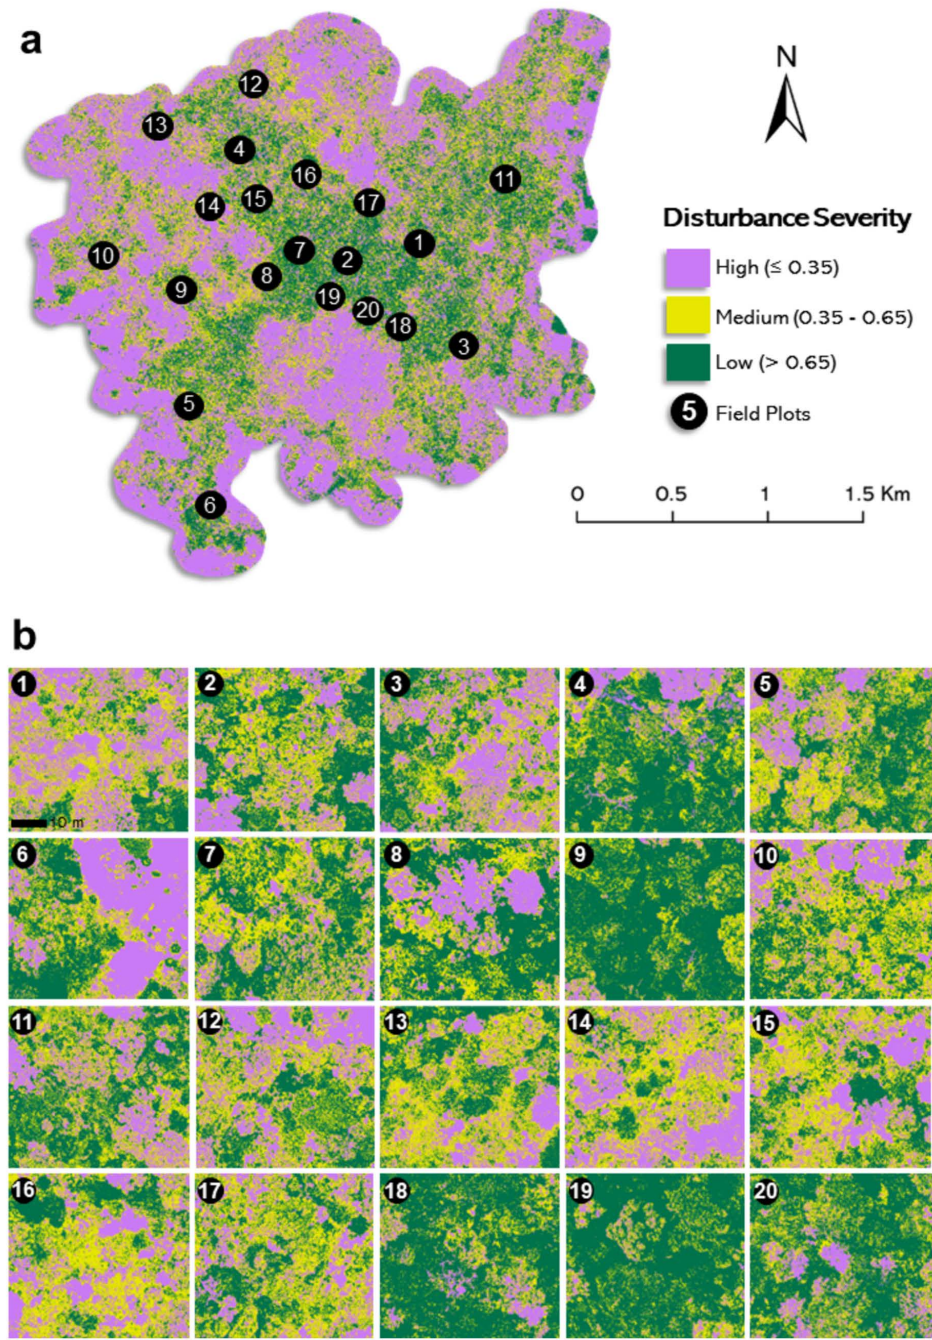 a
N
12
13
4
16
11
15
14
17
1
10
7
2
8
9
19
20
18
3
5
6
Disturbance Severity
High (≤ 0.35)
Medium (0.35 - 0.65)
Low (> 0.65)
5 Field Plots
0 0.5 1 1.5 Km
b
1 2 3 4 5
10 m
6 7 8 9 10
11 12 13 14 15
16 17 18 19 20